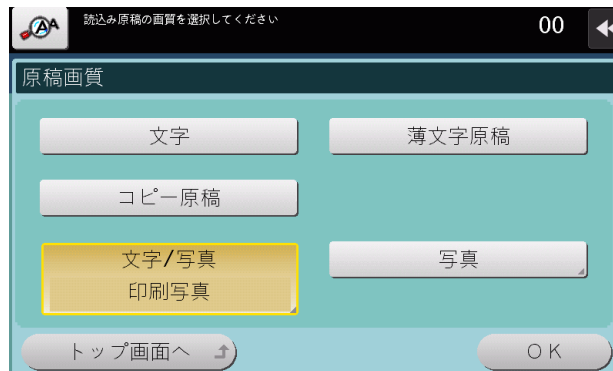 読込み原稿の画質を選択してください
00
原稿画質
文字
薄文字原稿
コピー原稿
文字/写真
印刷写真
写真
トップ画面へ
OK